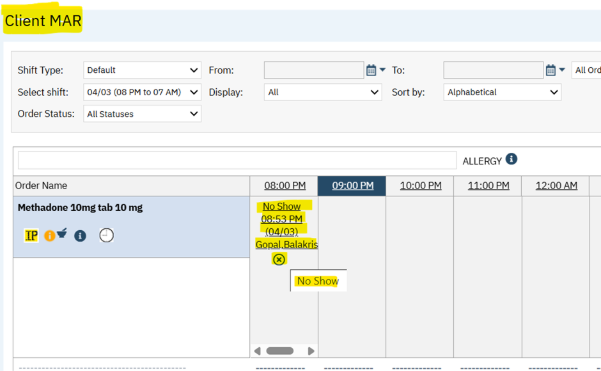 Client MAR
Shift Type: Default From: To: All Ord
Select shift: 04/03 (08 PM to 07 AM) Display: All Sort by: Alphabetical
Order Status: All Statuses
ALLERGY i
Order Name 08:00 PM 09:00 PM 10:00 PM 11:00 PM 12:00 AM
Methadone 10mg tab 10 mg
No Show
08:53 PM
(04/03)
Gopal,Balakris
IP i i
No Show